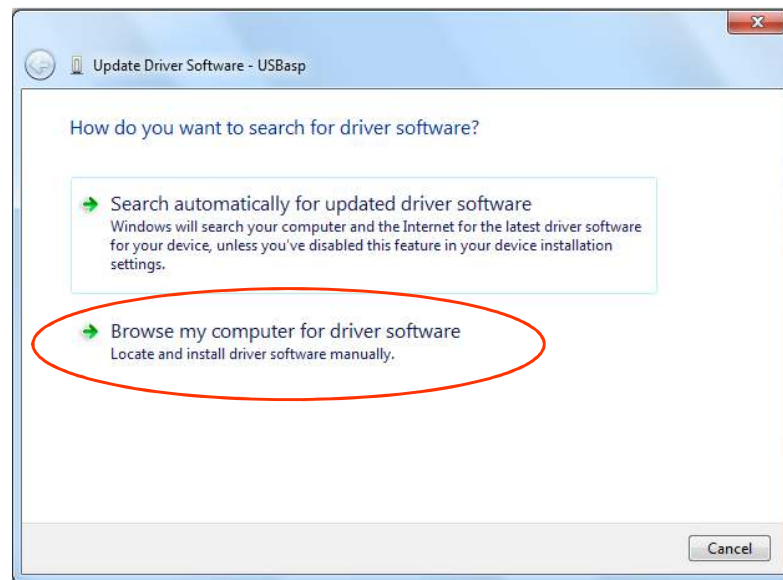 Update Driver Software - USBasp
How do you want to search for driver software?
Search automatically for updated driver software
Windows will search your computer and the Internet for the latest driver software
for your device, unless you've disabled this feature in your device installation
settings.
Browse my computer for driver software
Locate and install driver software manually.
Cancel